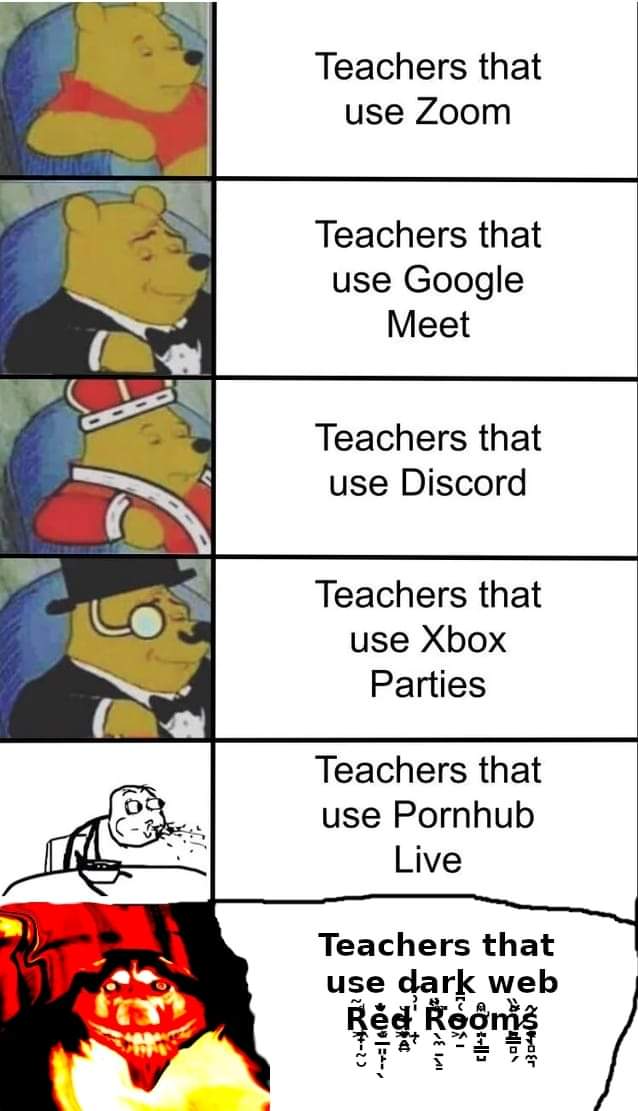 Teachers that
use Zoom
Teachers that
use Google
Meet
Teachers that
use Discord
Teachers that
use Xbox
Parties
Teachers that
use Pornhub
Live
Teachers that
use dark web
Red Rooms